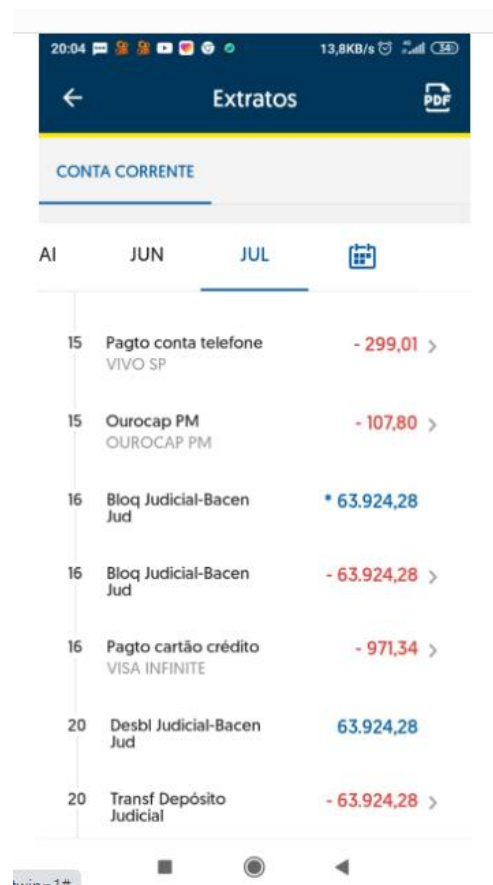 20:04 13,8KB/s 4G 34
Extratos PDF
CONTA CORRENTE
AI JUN JUL
15 Pagto conta telefone - 299,01
VIVO SP
15 Ourocap PM - 107,80
OUROCAP PM
16 Bloq Judicial-Bacen * 63.924,28
Jud
16 Bloq Judicial-Bacen - 63.924,28
Jud
16 Pagto cartão crédito - 971,34
VISA INFINITE
20 Desbl Judicial-Bacen 63.924,28
Jud
20 Transf Depósito - 63.924,28
Judicial